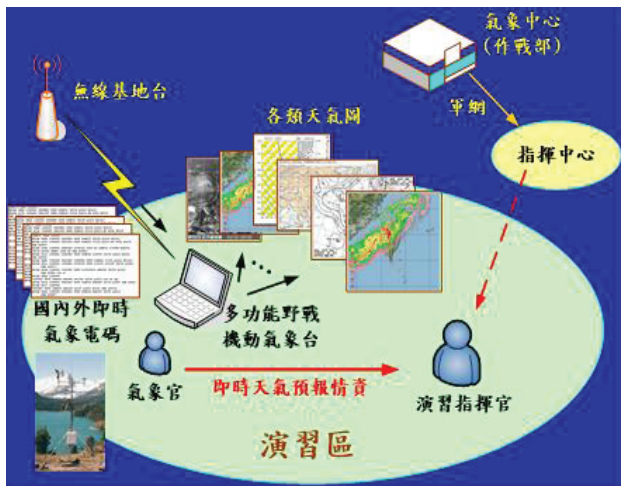 氣象中心
(作戰部)
無線基地台
軍網
各類天氣圖
指揮中心
國內外即時
氣象電碼
多功能野戰
機動氣象台
氣象官
即時天氣預報情資
演習指揮官
演習區